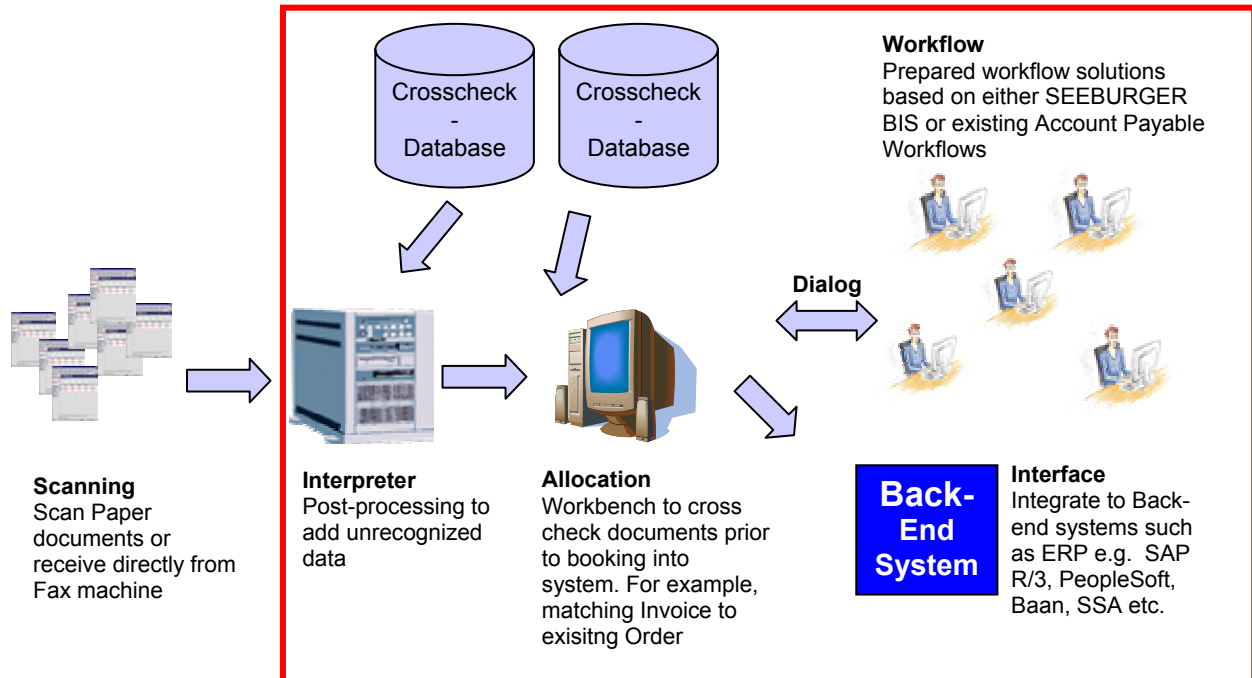 Crosscheck
-
Database
Crosscheck
-
Database
Workflow
Prepared workflow solutions
based on either SEEBURGER
BIS or existing Account Payable
Workflows
Dialog
Scanning
Scan Paper
documents or
receive directly from
Fax machine
Interpreter
Post-processing to
add unrecognized
data
Allocation
Workbench to cross
check documents prior
to booking into
system. For example,
matching Invoice to
exisitng Order
Back-
End
System
Interface
Integrate to Back-
end systems such
as ERP e.g. SAP
R/3, PeopleSoft,
Baan, SSA etc.